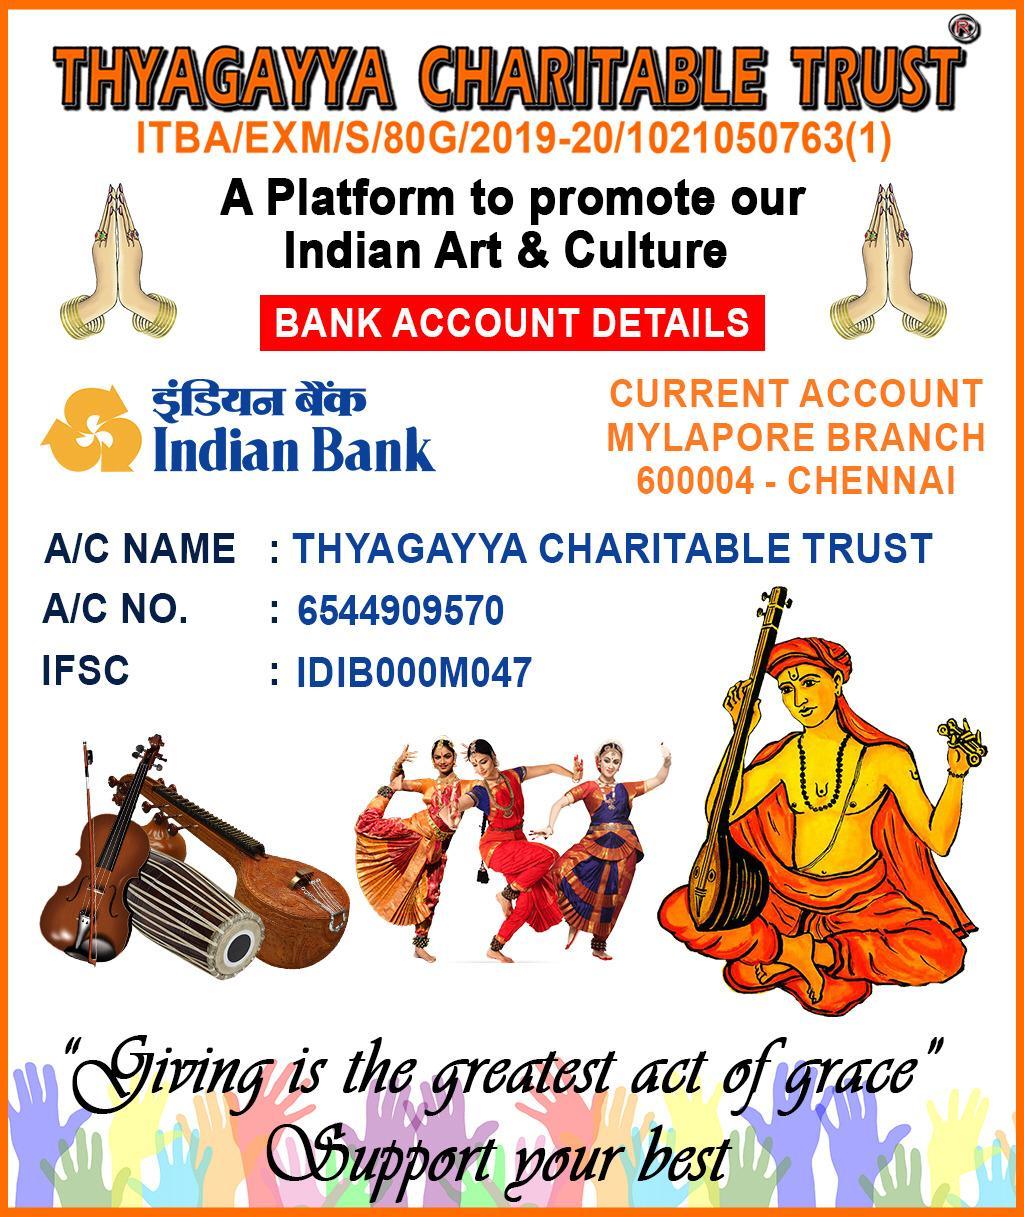 THYAGAYYA CHARITABLE TRUST ®
ITBA/EXM/S/80G/2019-20/1021050763(1)
A Platform to promote our
Indian Art & Culture
BANK ACCOUNT DETAILS
इंडियन बैंक
Indian Bank
CURRENT ACCOUNT
MYLAPORE BRANCH
600004 - CHENNAI
A/C NAME : THYAGAYYA CHARITABLE TRUST
A/C NO. : 6544909570
IFSC : IDIB000M047
"Giving is the greatest act of grace"
Support your best